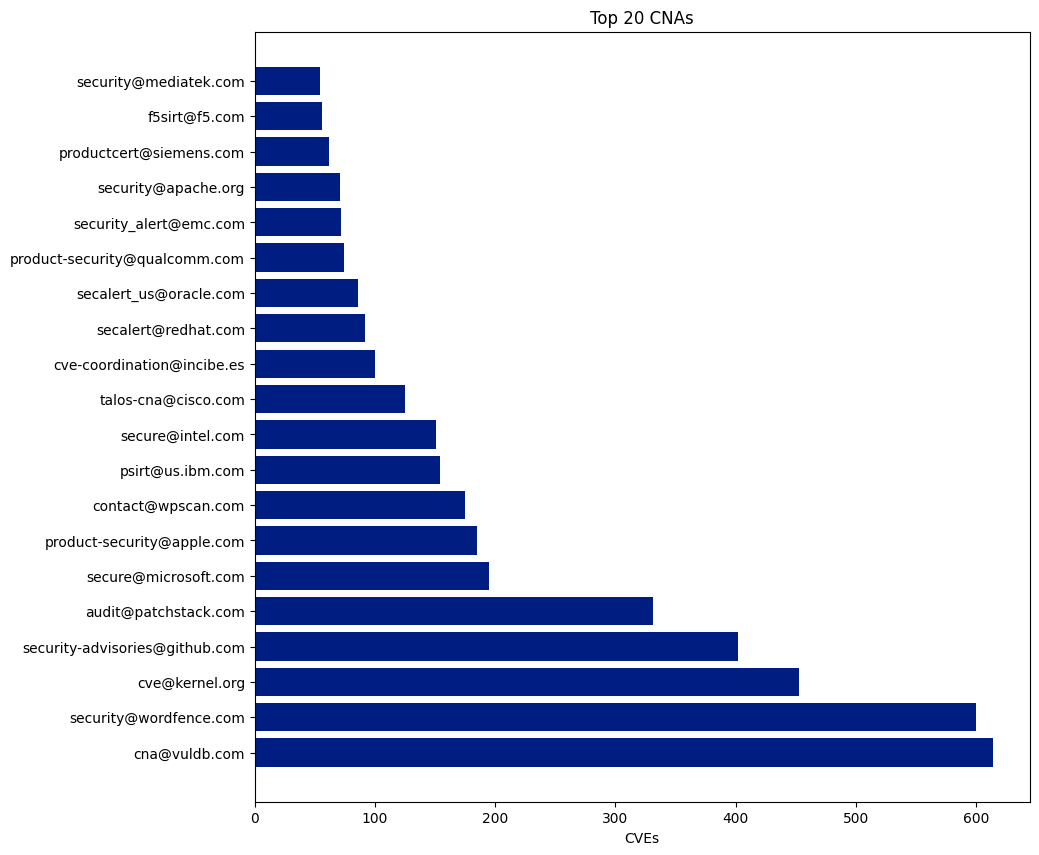 Top 20 CNAs
security@mediatek.com
f5sirt@f5.com
productcert@siemens.com
security@apache.org
security_alert@emc.com
product-security@qualcomm.com
secalert_us@oracle.com
secalert@redhat.com
cve-coordination@incibe.es
talos-cna@cisco.com
secure@intel.com
psirt@us.ibm.com
contact@wpscan.com
product-security@apple.com
secure@microsoft.com
audit@patchstack.com
security-advisories@github.com
cve@kernel.org
security@wordfence.com
cna@vuldb.com
0 100 200 300 400 500 600
CVEs